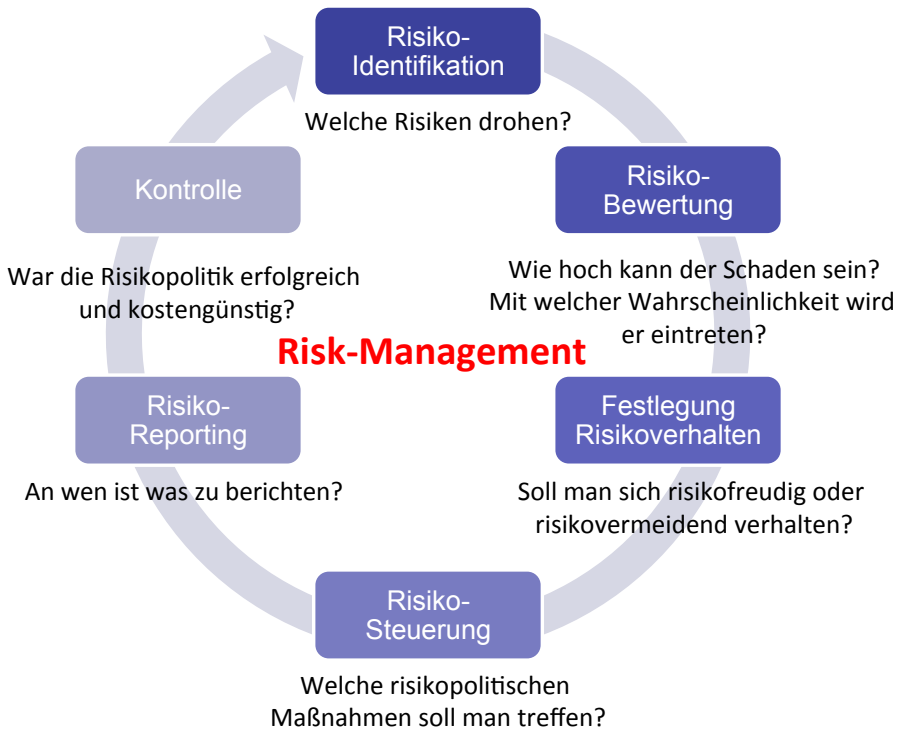 Risiko-
Identifikation
Welche Risiken drohen?
Risiko-
Bewertung
Wie hoch kann der Schaden sein?
Mit welcher Wahrscheinlichkeit wird
er eintreten?
Festlegung
Risikoverhalten
Soll man sich risikofreudig oder
risikovermeidend verhalten?
Risiko-
Steuerung
Welche risikopolitischen
Maßnahmen soll man treffen?
Risiko-
Reporting
An wen ist was zu berichten?
Kontrolle
War die Risikopolitik erfolgreich
und kostengünstig?
Risk-Management